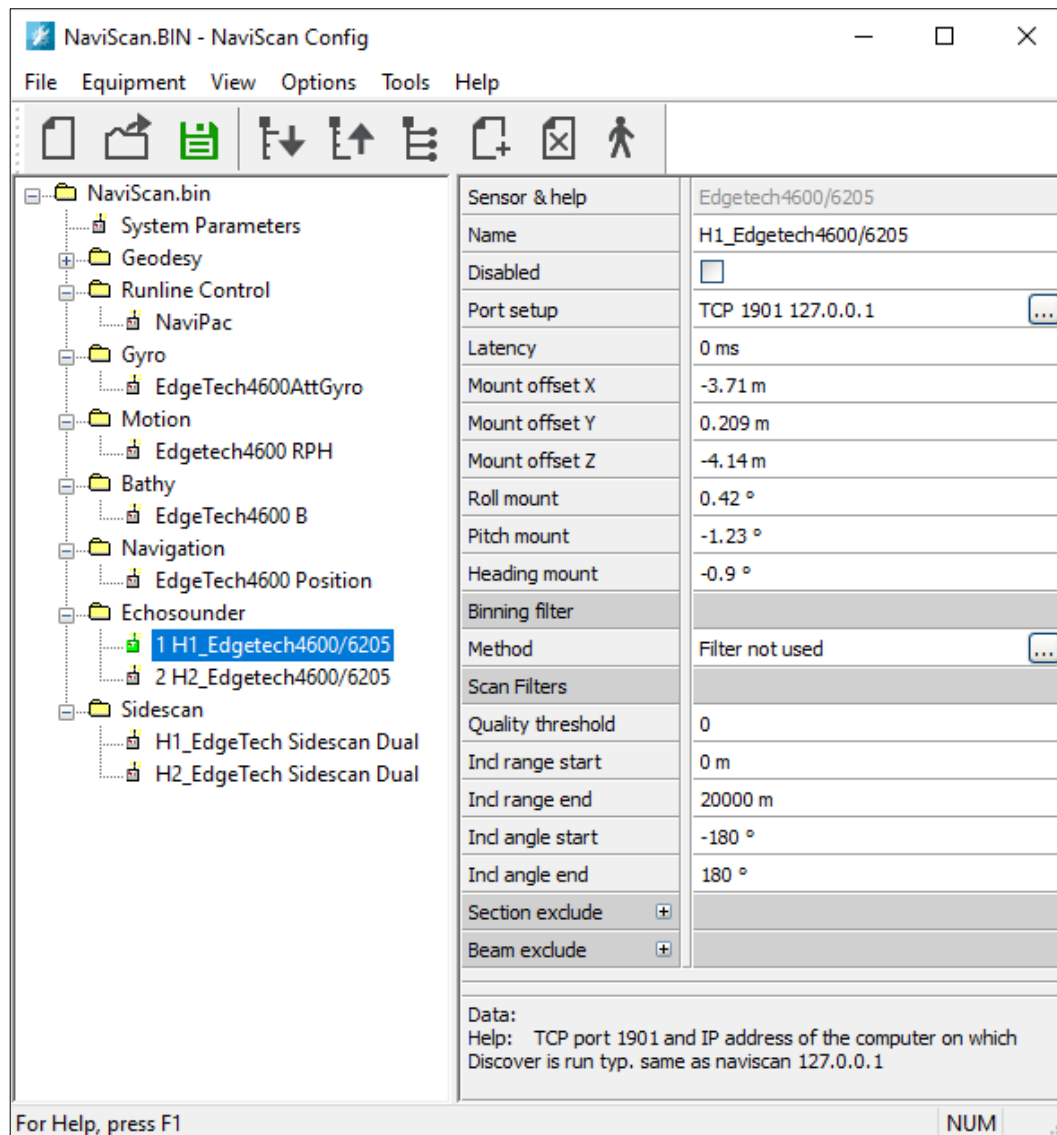 NaviScan.BIN - NaviScan Config
File Equipment View Options Tools Help
NaviScan.bin
System Parameters
Geodesy
Runline Control
NaviPac
Gyro
EdgeTech4600AttGyro
Motion
Edgetech4600 RPH
Bathy
EdgeTech4600 B
Navigation
EdgeTech4600 Position
Echosounder
1 H1_Edgetech4600/6205
2 H2_Edgetech4600/6205
Sidescan
H1_EdgeTech Sidescan Dual
H2_EdgeTech Sidescan Dual
Sensor & help Edgetech4600/6205
Name H1_Edgetech4600/6205
Disabled
Port setup TCP 1901 127.0.0.1 ...
Latency 0 ms
Mount offset X -3.71 m
Mount offset Y 0.209 m
Mount offset Z -4.14 m
Roll mount 0.42 °
Pitch mount -1.23 °
Heading mount -0.9 °
Binning filter
Method Filter not used ...
Scan Filters
Quality threshold 0
Incl range start 0 m
Incl range end 20000 m
Incl angle start -180 °
Incl angle end 180 °
Section exclude
Beam exclude
Data:
Help: TCP port 1901 and IP address of the computer on which
Discover is run typ. same as naviscan 127.0.0.1
For Help, press F1 NUM